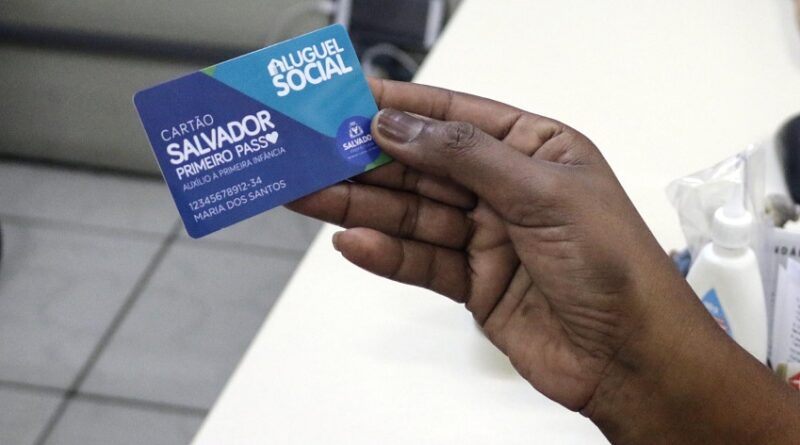 ALUGUEL
SOCIAL
CARTÃO
SALVADOR
PRIMEIRO PASSO
AUXÍLIO À PRIMEIRA INFÂNCIA
12345678912-34
MARIA DOS SANTOS
SALVADOR